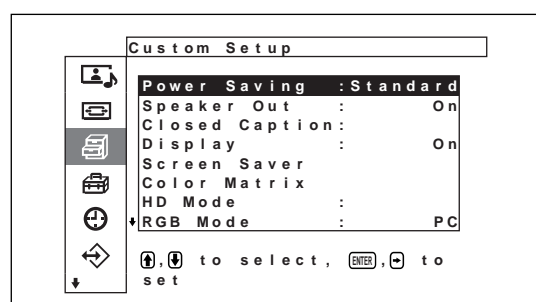 Custom Setup
Power Saving :Standard
Speaker Out : On
Closed Caption:
Display : On
Screen Saver
Color Matrix
HD Mode :
RGB Mode : PC
↑,↓ to select, ENTER,→ to
set